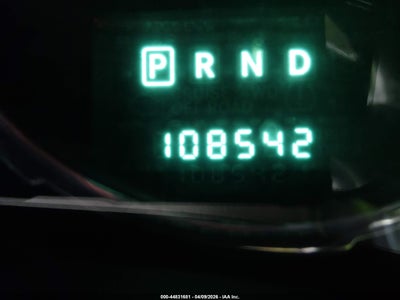 P R N D
108542
000-44831681 - 04/09/2026 - IAA Inc.